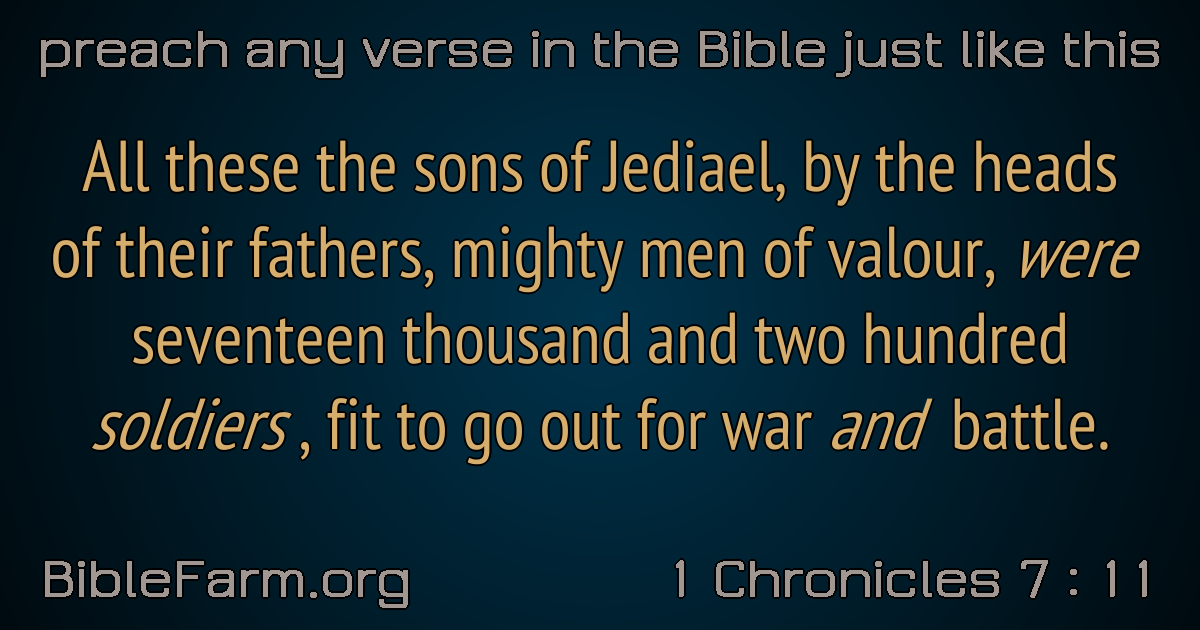 preach any verse in the Bible just like this
All these the sons of Jediael, by the heads
of their fathers, mighty men of valour, were
seventeen thousand and two hundred
soldiers , fit to go out for war and battle.
BibleFarm.org
1 Chronicles 7 : 11